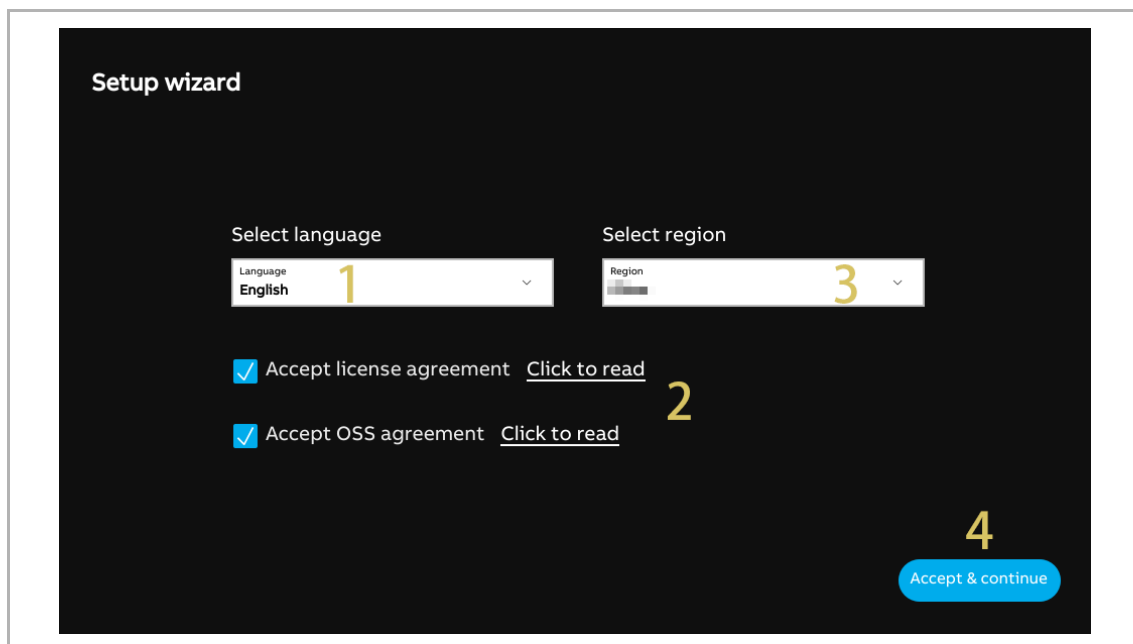 Setup wizard
Select language
Select region
Language
English
1
Region
3
Accept license agreement Click to read
2
Accept OSS agreement Click to read
4
Accept & continue